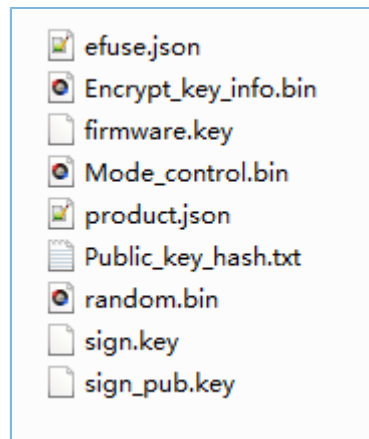 efuse.json
Encrypt_key_info.bin
firmware.key
Mode_control.bin
product.json
Public_key_hash.txt
random.bin
sign.key
sign_pub.key